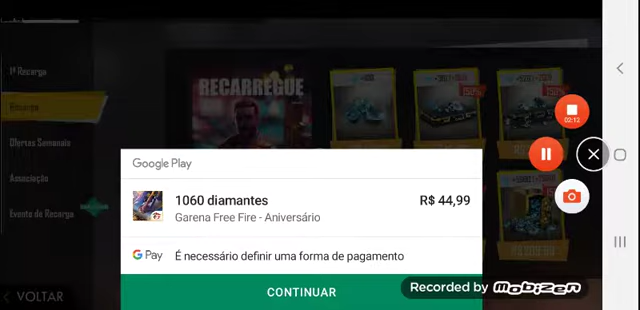 1ª Recarga
Recarga
Ofertas Semanais
Associação
Evento de Recarga
VOLTAR
RECARREGUE
Google Play
1060 diamantes
R$ 44,99
Garena Free Fire - Aniversário
G Pay
É necessário definir uma forma de pagamento
CONTINUAR
02:12
Recorded by MOBIZEN